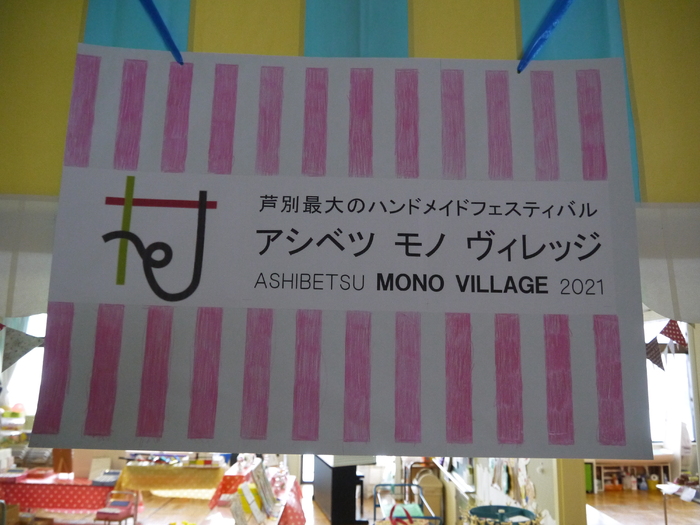 芦別最大のハンドメイドフェスティバル
アシベツ モノ ヴィレッジ
ASHIBETSU MONO VILLAGE 2021